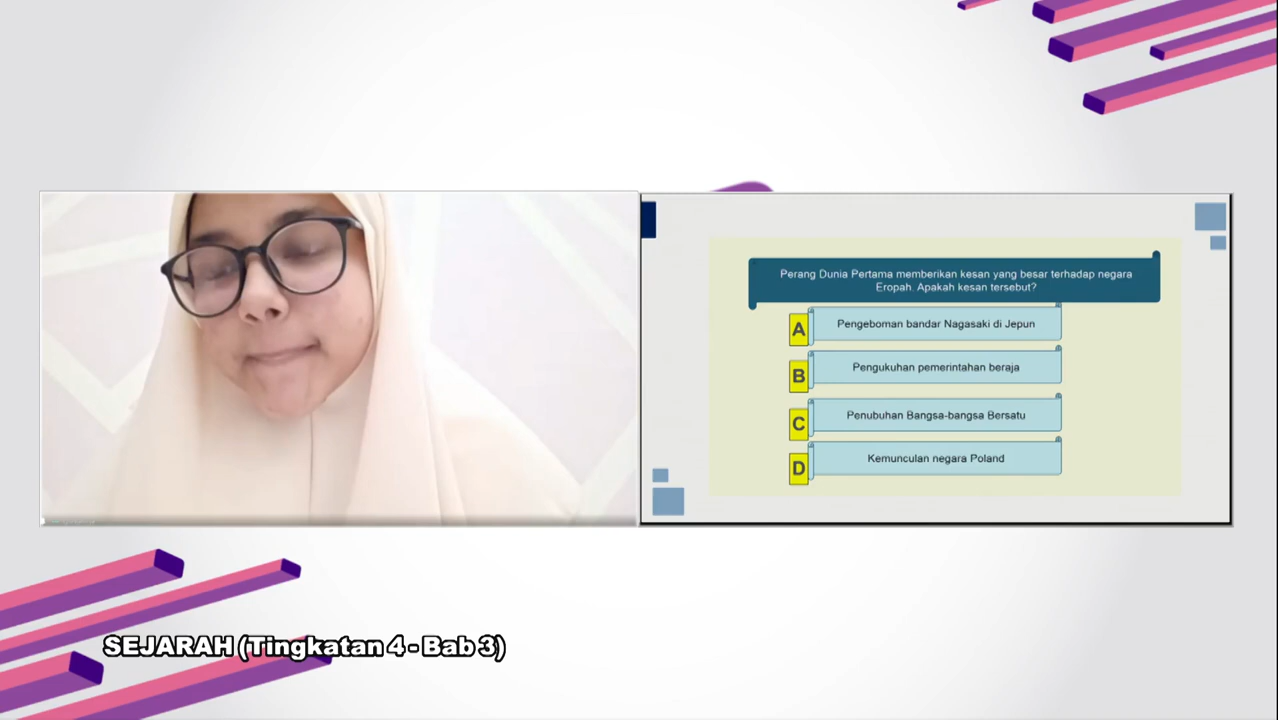 Perang Dunia Pertama memberikan kesan yang besar terhadap negara
Eropah. Apakah kesan tersebut?
A Pengeboman bandar Nagasaki di Jepun
B Pengukuhan pemerintahan beraja
C Penubuhan Bangsa-bangsa Bersatu
D Kemunculan negara Poland
SEJARAH (Tingkatan 4 - Bab 3)